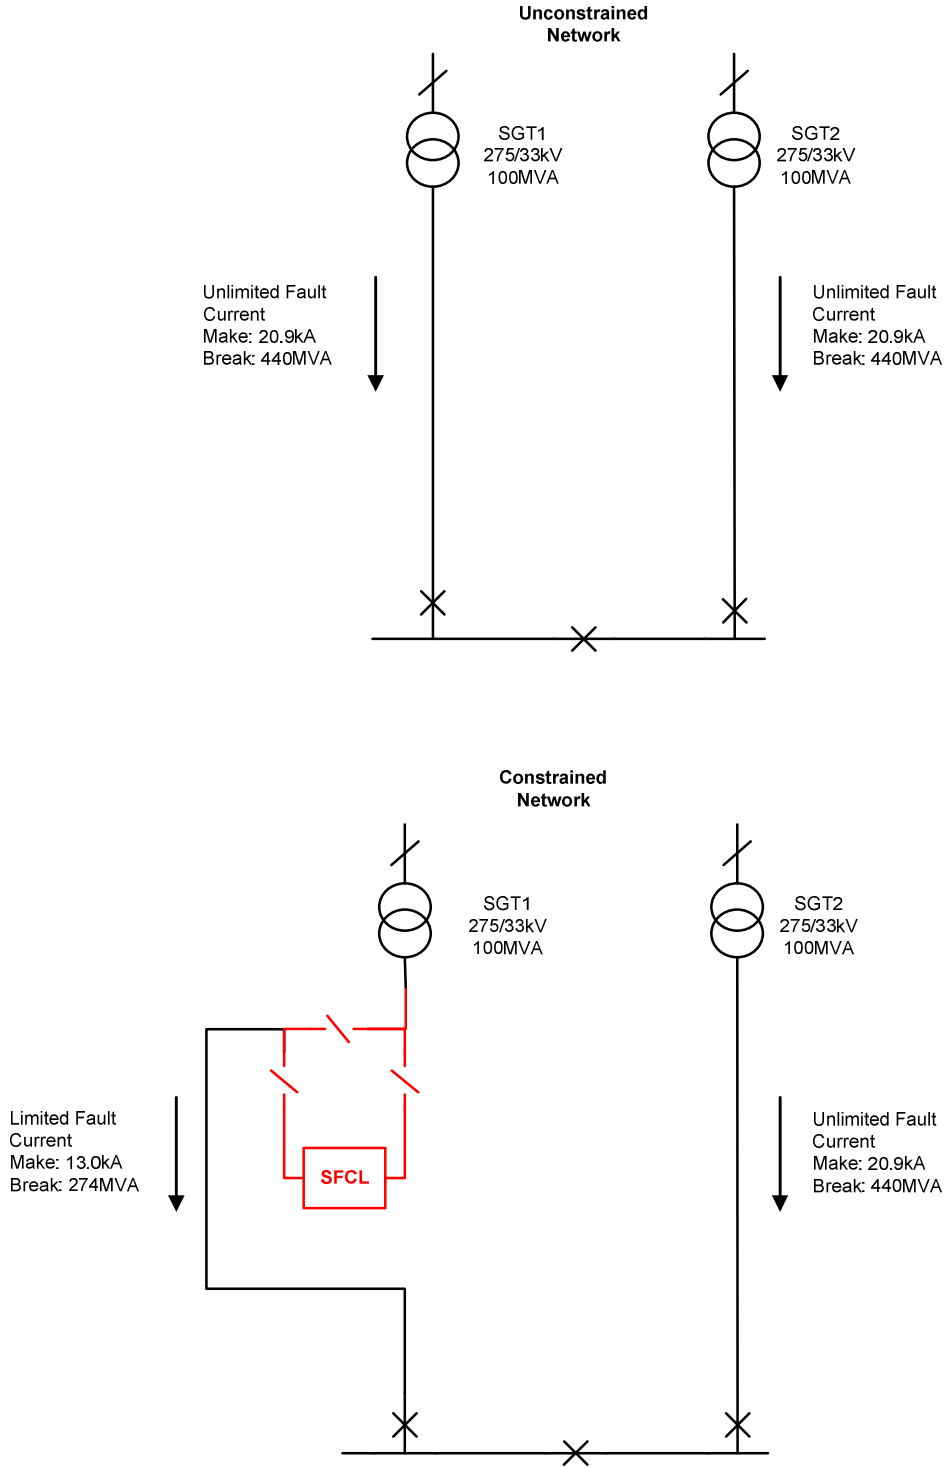 Unconstrained
Network
SGT1
275/33kV
100MVA
SGT2
275/33kV
100MVA
Unlimited Fault
Current
Make: 20.9kA
Break: 440MVA
Unlimited Fault
Current
Make: 20.9kA
Break: 440MVA
Constrained
Network
SGT1
275/33kV
100MVA
SGT2
275/33kV
100MVA
Limited Fault
Current
Make: 13.0kA
Break: 274MVA
SFCL
Unlimited Fault
Current
Make: 20.9kA
Break: 440MVA